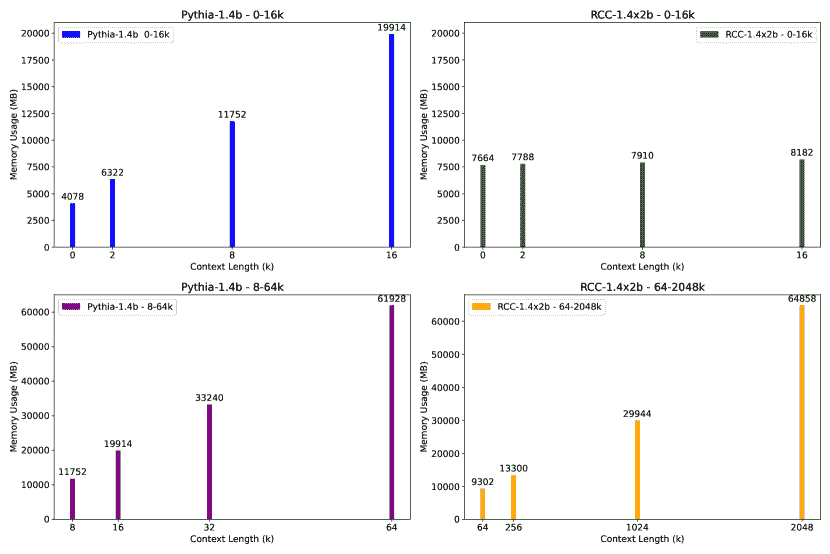 Pythia-1.4b - 0-16k
Pythia-1.4b 0-16k
Memory Usage (MB)
20000
17500
15000
12500
10000
7500
5000
2500
0
4078
6322
11752
19914
0 2 8 16
Context Length (k)
RCC-1.4x2b - 0-16k
RCC-1.4x2b - 0-16k
Memory Usage (MB)
20000
17500
15000
12500
10000
7500
5000
2500
0
7664
7788
7910
8182
0 2 8 16
Context Length (k)
Pythia-1.4b - 8-64k
Pythia-1.4b - 8-64k
Memory Usage (MB)
60000
50000
40000
30000
20000
10000
0
11752
19914
33240
61928
8 16 32 64
Context Length (k)
RCC-1.4x2b - 64-2048k
RCC-1.4x2b - 64-2048k
Memory Usage (MB)
60000
50000
40000
30000
20000
10000
0
9302
13300
29944
64858
64 256 1024 2048
Context Length (k)